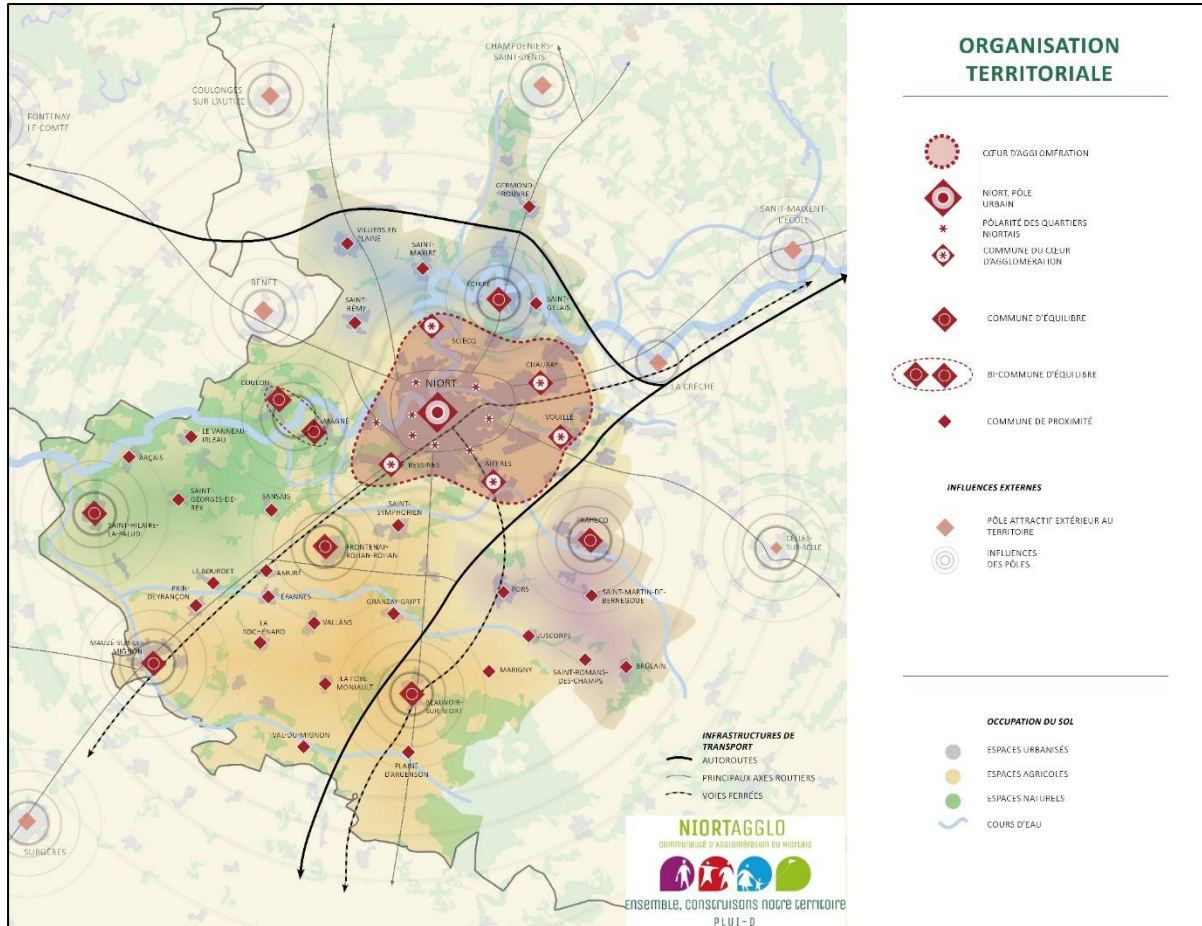 CHAMPDENIERS-
SAINT-DENIS
COULONGES
SUR L'AUTIZE
FONTENAY
LE-COMTE
GERMOND-
ROUVRE
SANIT-MAIXENT-
L'ECOLE
VILLIERS EN
PLAINE
SAINT-
MAXIRE
ÉCHIRÉ
SAINT-
GELAIS
BENET
SAINT-
RÉMY
SCIECQ
CHAURAY
LA CRÈCHE
NIORT
COULON
MAGNÉ
VOUILLÉ
LE VANNEAU-
IRLEAU
ARÇAIS
BESSINES
AIFFRES
SAINT
GEORGES-DE-
REX
SANSAIS
SAINT-
SYMPHORIEN
SAINT-HILAIRE-
LA-PALUD
FRONTENAY-
ROHAN-ROHAN
PRAHECQ
CELLES-
SUR-BELLE
LE BOURDET
AMURÉ
PRIN-
DEYRANÇON
ÉPANNES
GRANZAY-GRIPT
FORS
SAINT-MARTIN-DE-
BERNEGOUE
LA
ROCHÉNARD
VALLANS
JUSCORPS
MAUZÉ-SUR-LE-
MIGNON
MARIGNY
SAINT-ROMANS-
DES-CHAMPS
BRÛLAIN
LA FOYE
MONJAULT
BEAUVOIR-
SUR-NIORT
VAL-DU-MIGNON
PLAINE
D'ARGENSON
SURGÈRES
INFRASTRUCTURES DE
TRANSPORT
AUTOROUTES
PRINCIPAUX AXES ROUTIERS
VOIES FERRÉES
NIORTAGGLO
COMMUNAUTÉ D'AGGLOMÉRATION DU NIORTAIS
ENSEMBLE, CONSTRUISONS NOTRE TERRITOIRE
PLUI-D
ORGANISATION
TERRITORIALE
CŒUR D'AGGLOMÉRATION
NIORT, PÔLE
URBAIN
PÔLARITÉ DES QUARTIERS
NIORTAIS
COMMUNE DU CŒUR
D'AGGLOMÉRATION
COMMUNE D'ÉQUILIBRE
BI-COMMUNE D'ÉQUILIBRE
COMMUNE DE PROXIMITÉ
INFLUENCES EXTERNES
PÔLE ATTRACTIF EXTÉRIEUR AU
TERRITOIRE
INFLUENCES
DES PÔLES
OCCUPATION DU SOL
ESPACES URBANISÉS
ESPACES AGRICOLES
ESPACES NATURELS
COURS D'EAU